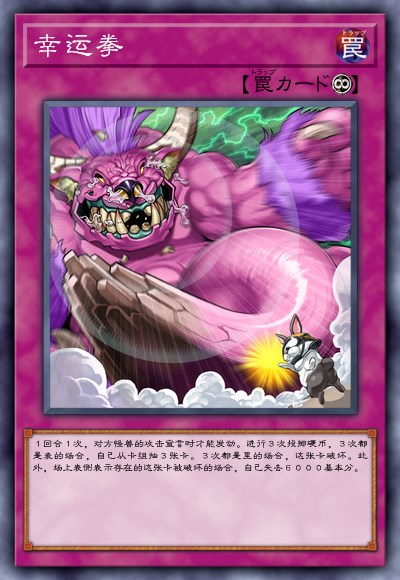 幸运拳
トラップ
罠
トラップ
【罠カード】
1回合1次，对方怪兽的攻击宣言时才能发动。进行3次投掷硬币，3次都
是表的场合，自己从卡组抽3张卡。3次都是里的场合，这张卡破坏。此
外，场上表侧表示存在的这张卡被破坏的场合，自己失去6000基本分。